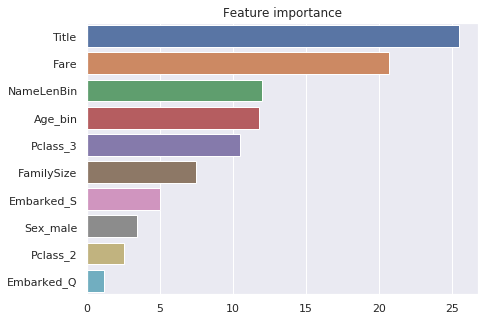 Feature importance
Title
Fare
NameLenBin
Age_bin
Pclass_3
FamilySize
Embarked_S
Sex_male
Pclass_2
Embarked_Q
0 5 10 15 20 25